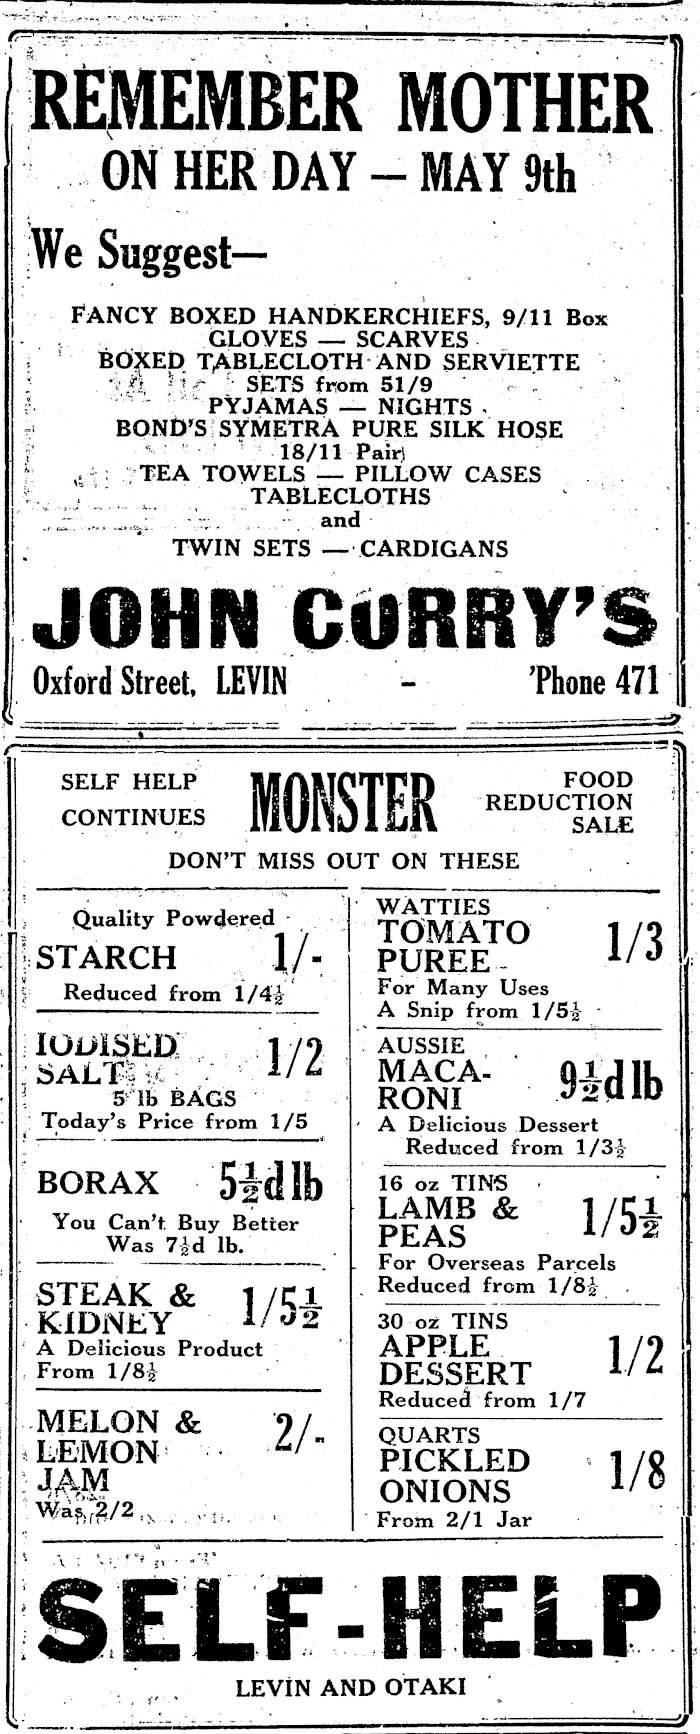 REMEMBER MOTHER
ON HER DAY — MAY 9th
We Suggest—
FANCY BOXED HANDKERCHIEFS, 9/11 Box
GLOVES — SCARVES
BOXED TABLECLOTH AND SERVIETTE
SETS from 51/9
PYJAMAS — NIGHTS
BOND'S SYMETRA PURE SILK HOSE
18/11 Pair
TEA TOWELS — PILLOW CASES
TABLECLOTHS
and
TWIN SETS — CARDIGANS
JOHN CURRY'S
Oxford Street, LEVIN - 'Phone 471
SELF HELP
CONTINUES
MONSTER
FOOD
REDUCTION
SALE
DON'T MISS OUT ON THESE
Quality Powdered
STARCH 1/-
Reduced from 1/4½
IODISED
SALT 1/2
5 lb BAGS
Today's Price from 1/5
BORAX 5½d lb
You Can't Buy Better
Was 7½d lb.
STEAK &
KIDNEY 1/5½
A Delicious Product
From 1/8½
MELON &
LEMON
JAM 2/-
Was 2/2
WATTIES
TOMATO
PUREE 1/3
For Many Uses
A Snip from 1/5½
AUSSIE
MACA-
RONI 9½d lb
A Delicious Dessert
Reduced from 1/3½
16 oz TINS
LAMB &
PEAS 1/5½
For Overseas Parcels
Reduced from 1/8½
30 oz TINS
APPLE
DESSERT 1/2
Reduced from 1/7
QUARTS
PICKLED
ONIONS 1/8
From 2/1 Jar
SELF-HELP
LEVIN AND OTAKI